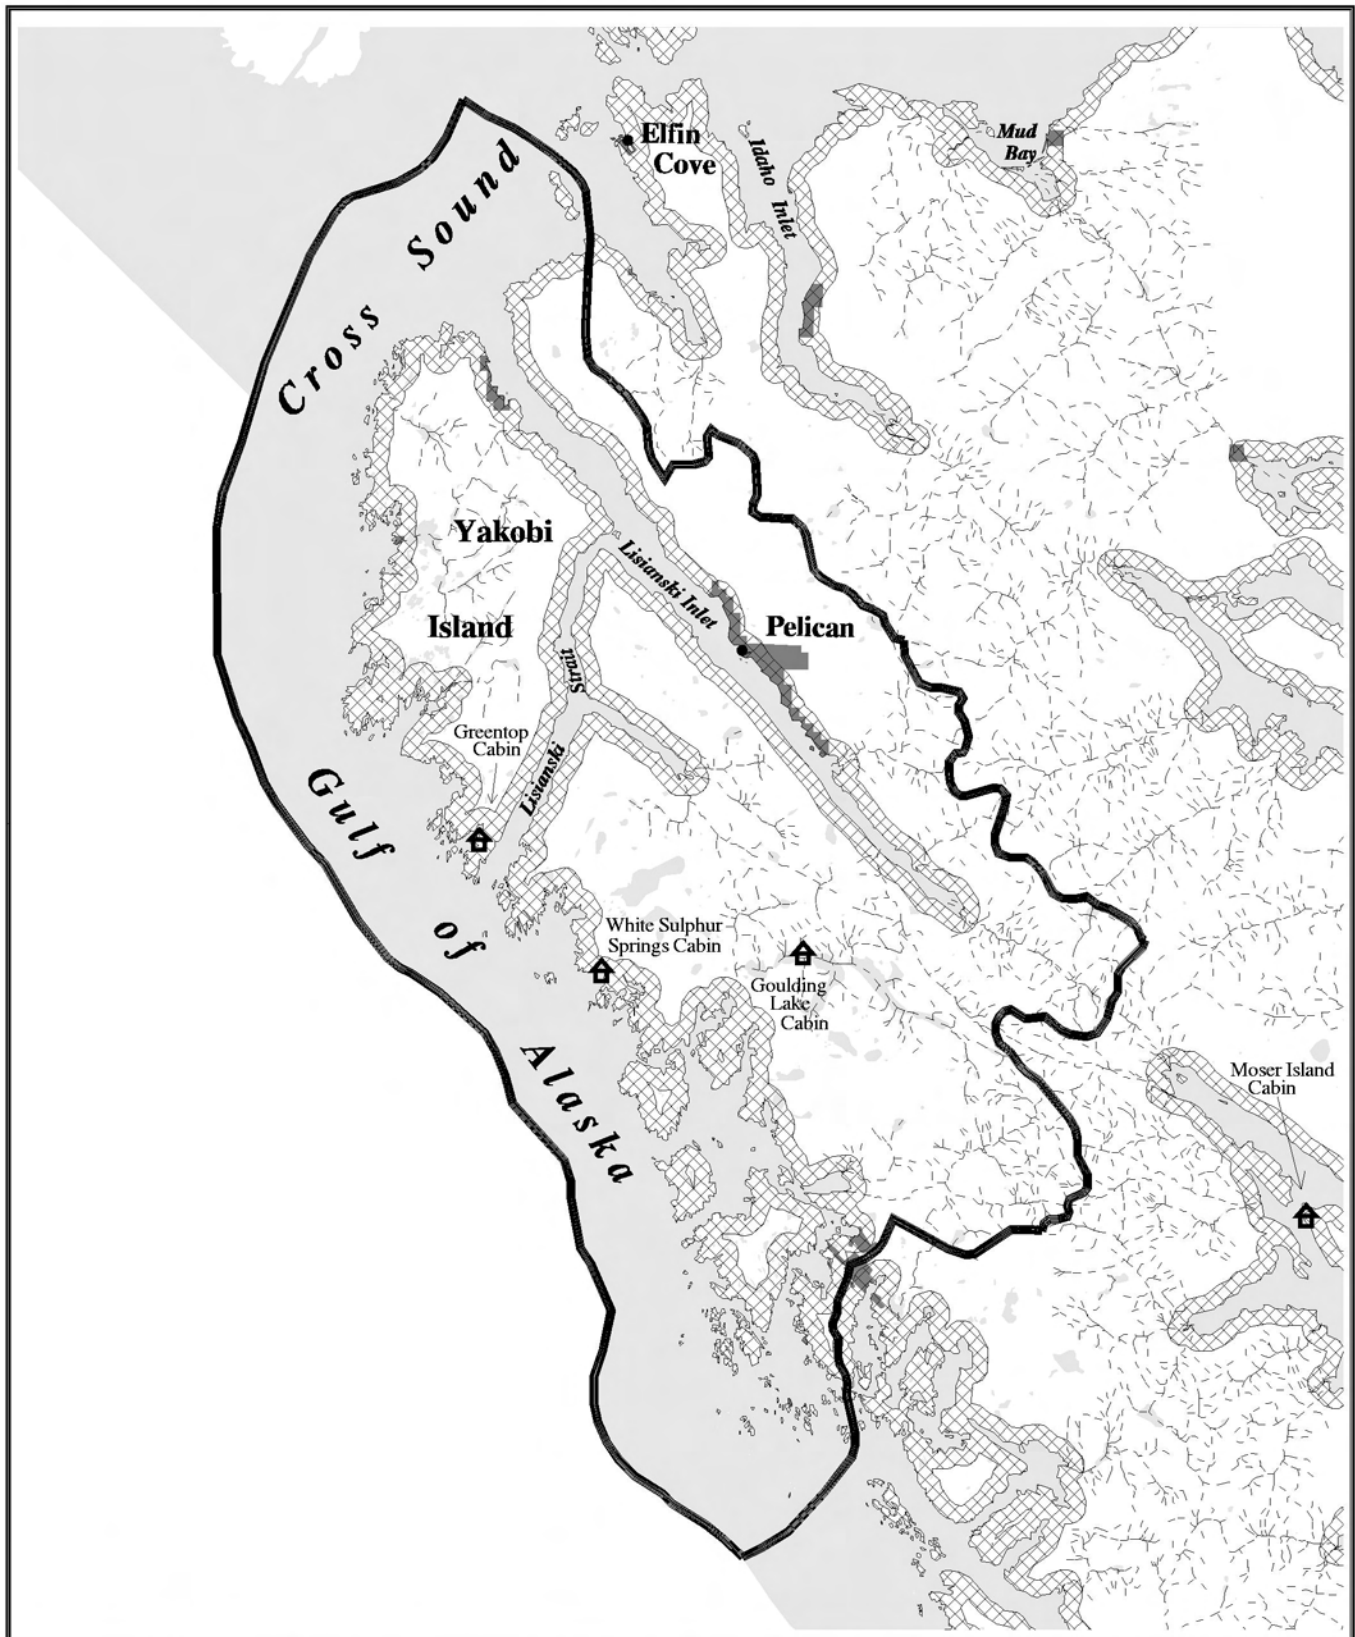 Elfin
Cove
Idaho Inlet
Mud
Bay
Cross Sound
Yakobi
Island
Lisianski Inlet
Pelican
Strait
Lisianski
Greentop
Cabin
Gulf of Alaska
White Sulphur
Springs Cabin
Goulding
Lake
Cabin
Moser Island
Cabin